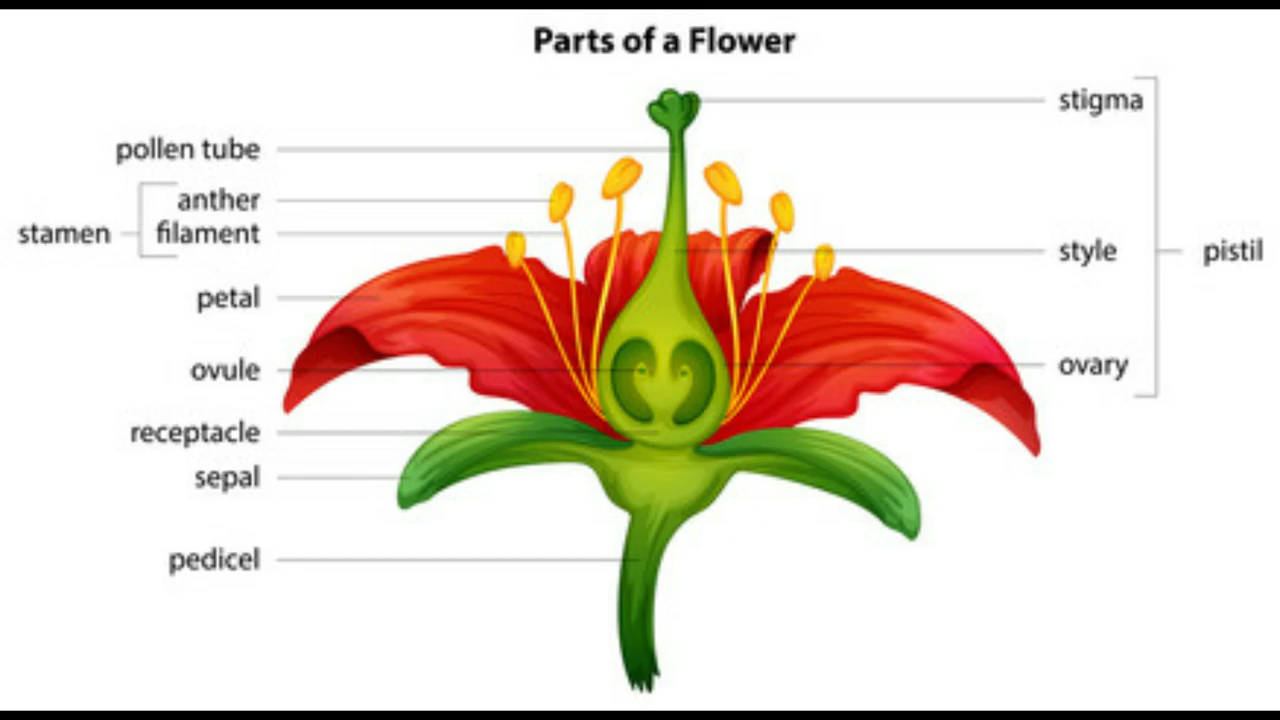 Parts of a Flower
pollen tube
anther
filament
stamen
petal
ovule
receptacle
sepal
pedicel
stigma
style
pistil
ovary